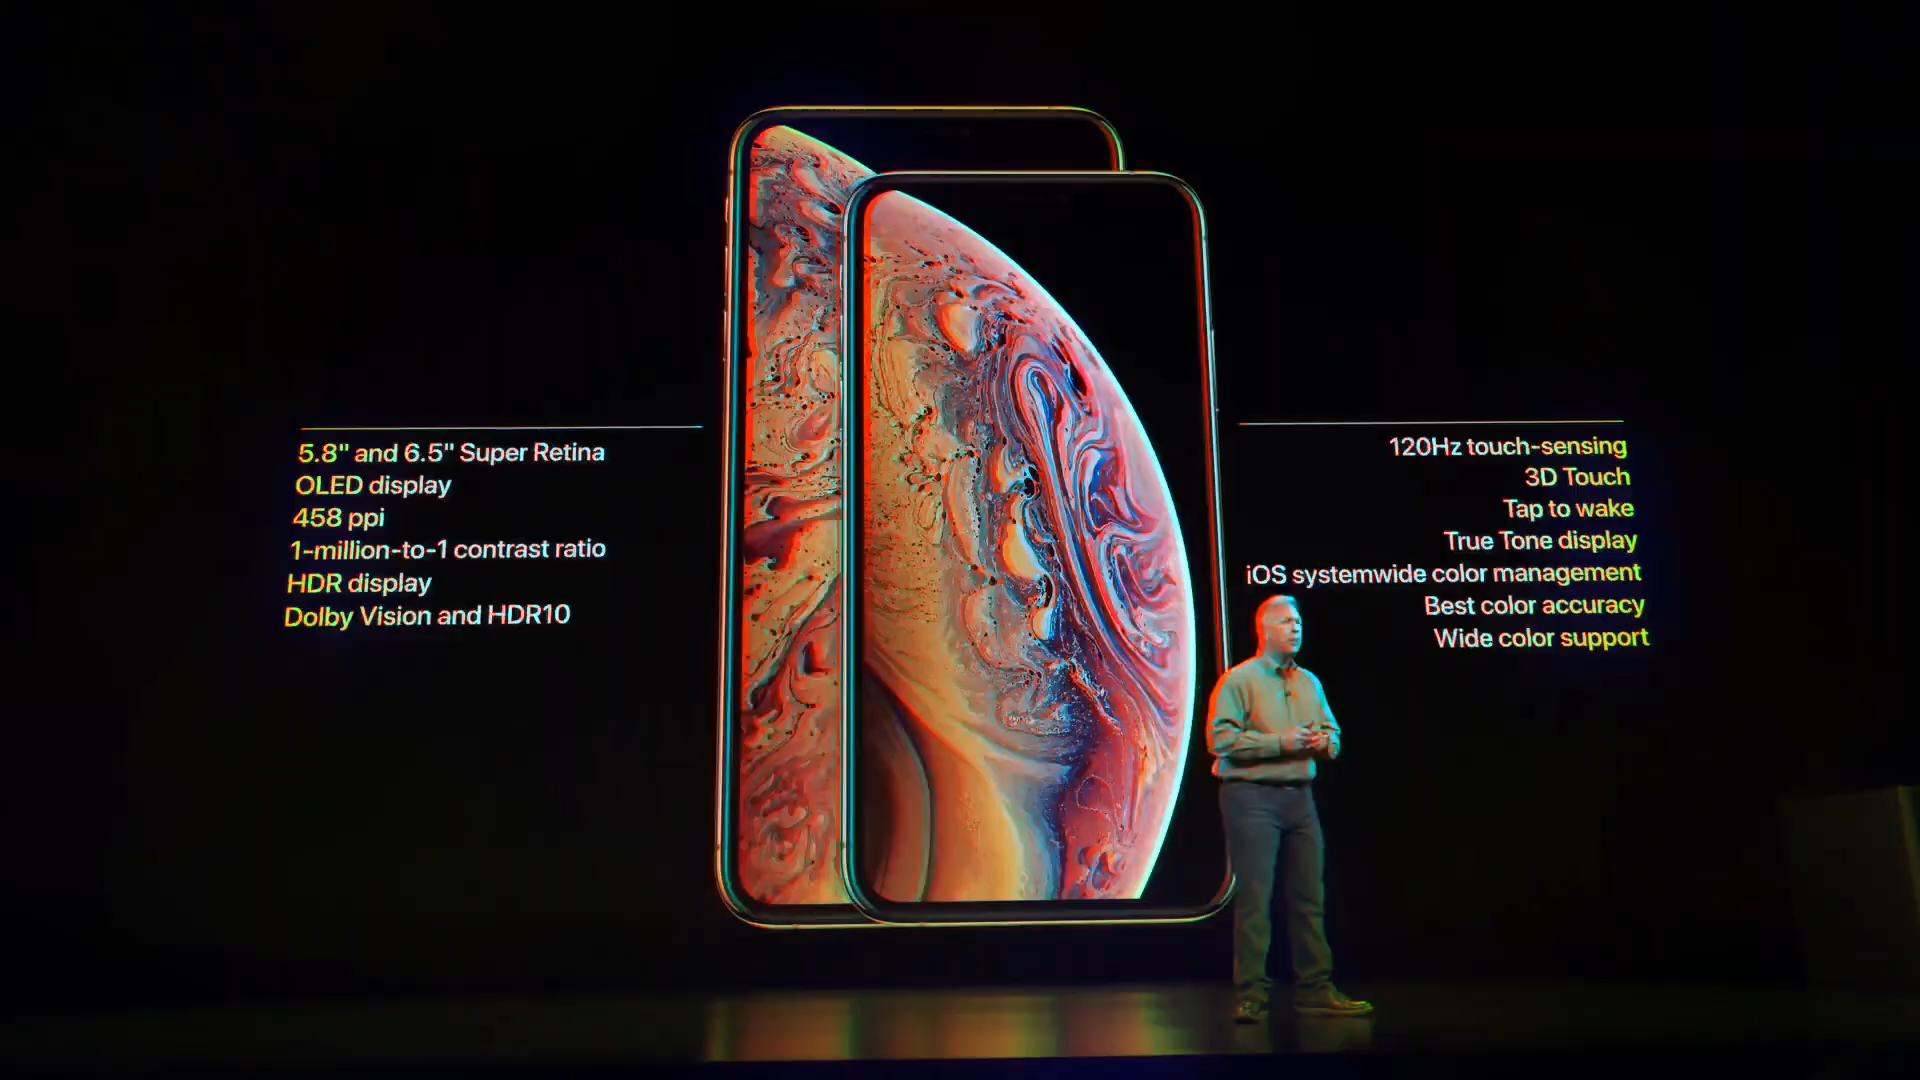 5.8" and 6.5" Super Retina
OLED display
458 ppi
1-million-to-1 contrast ratio
HDR display
Dolby Vision and HDR10
120Hz touch-sensing
3D Touch
Tap to wake
True Tone display
iOS systemwide color management
Best color accuracy
Wide color support